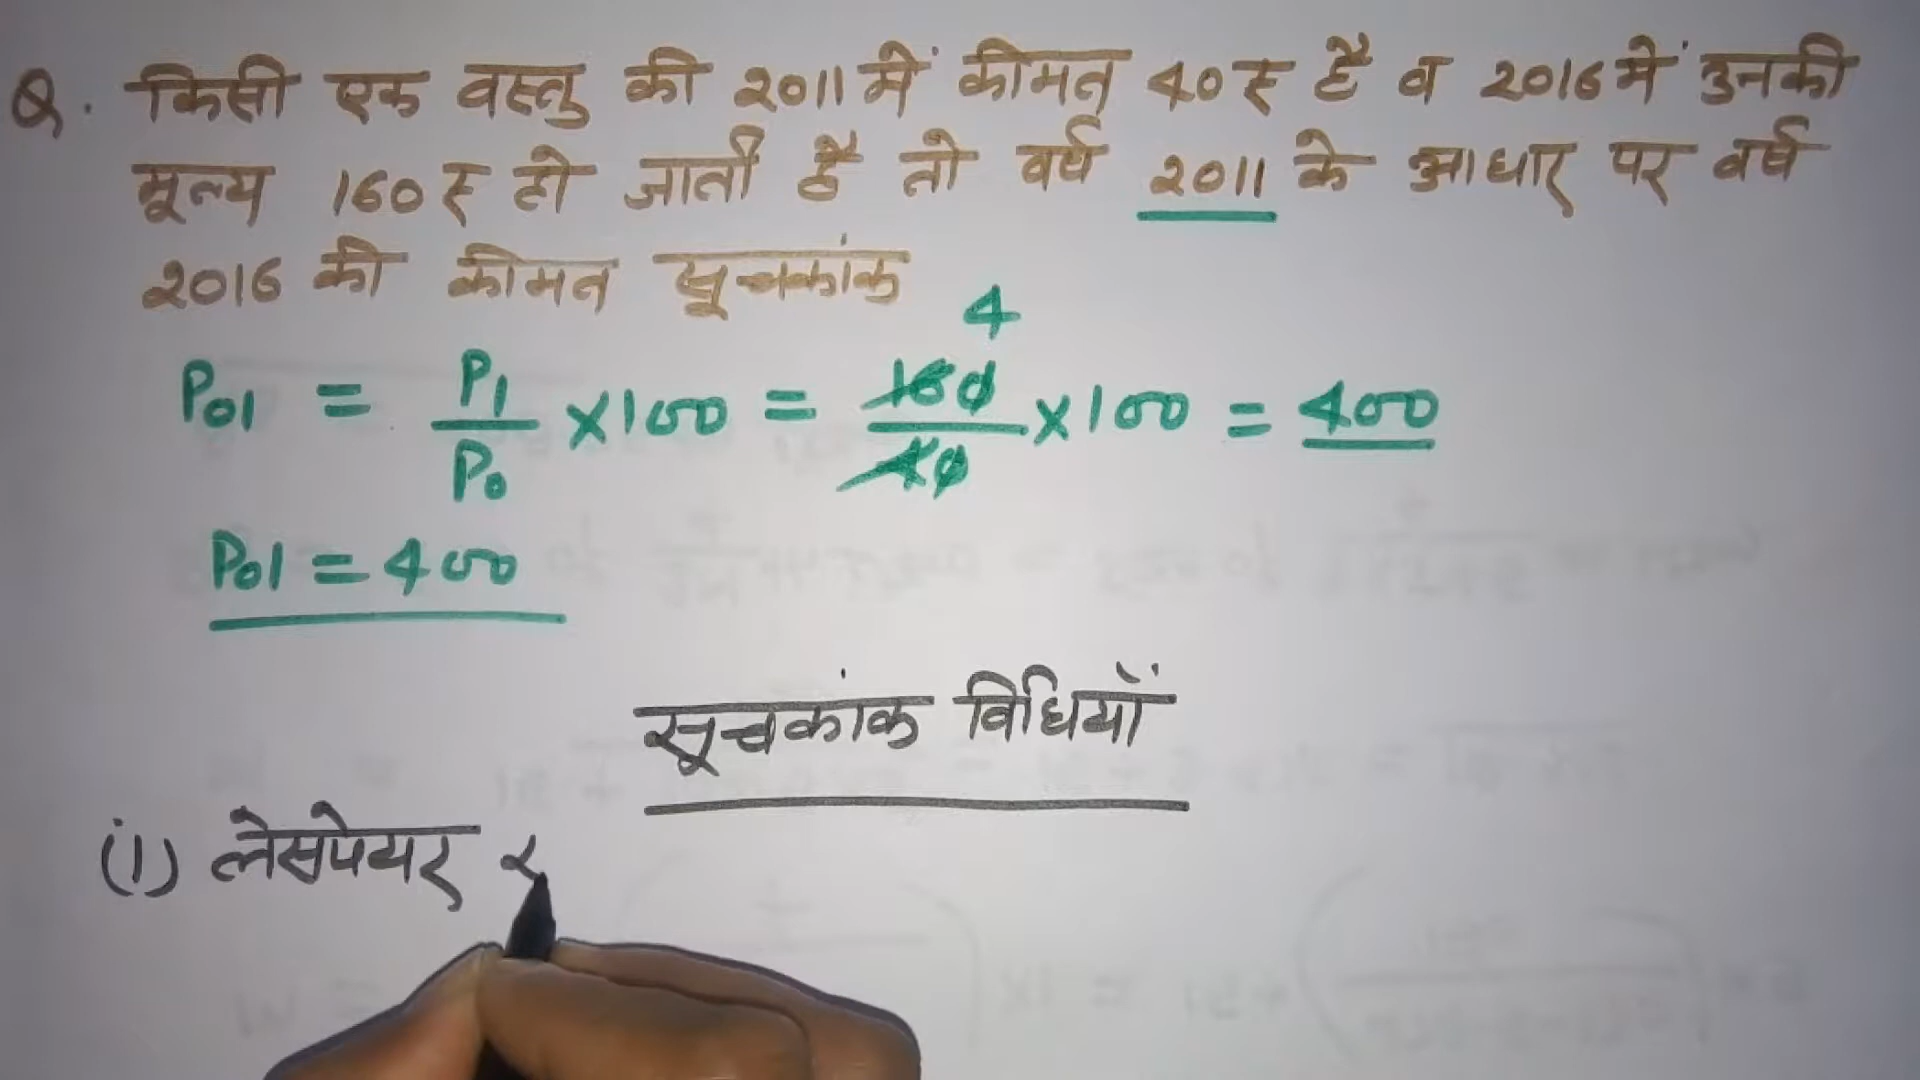 Q. किसी एक वस्तु की 2011 में कीमत 40 रु है व 2016 में उनकी
मूल्य 160 रु हो जाती है तो वर्ष 2011 के आधार पर वर्ष
2016 की कीमत सूचकांक
4
P01 = P1/P0 ×100 = 160/40 ×100 = 400
P01 = 400
सूचकांक विधियाँ
(1) लेसपेयर